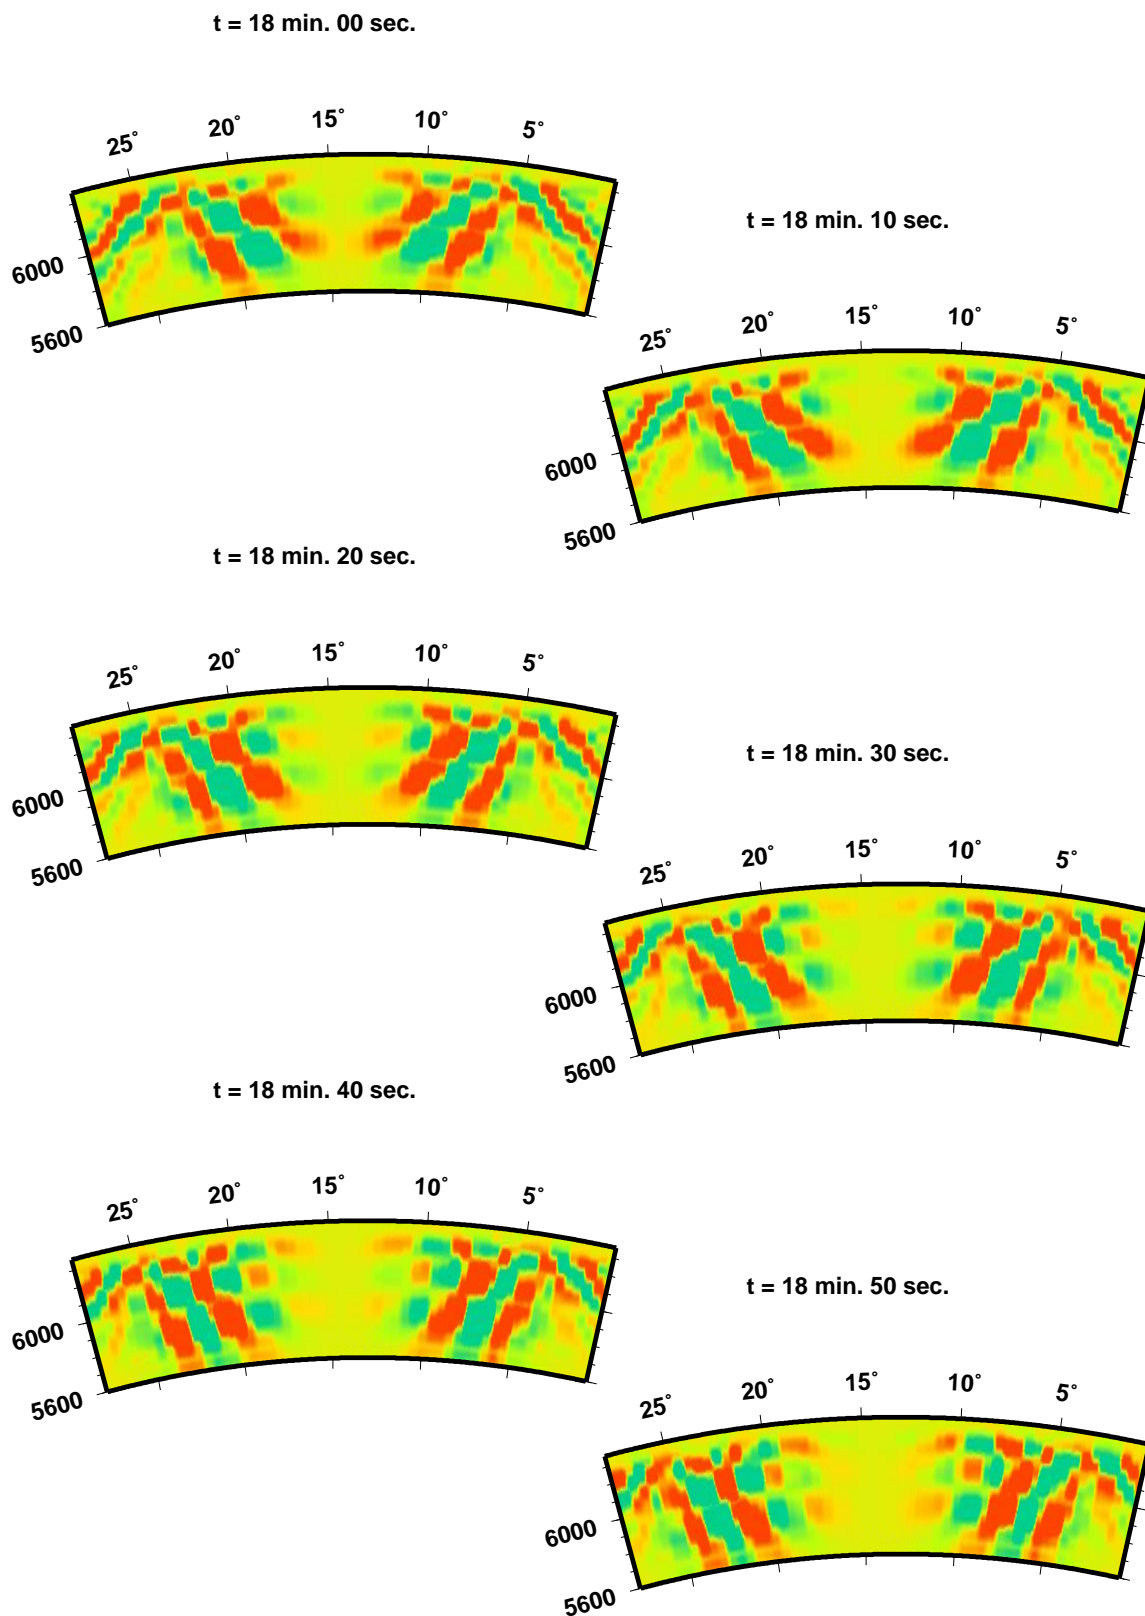 t = 18 min. 00 sec.
25° 20° 15° 10° 5°
6000
5600
t = 18 min. 10 sec.
25° 20° 15° 10° 5°
6000
5600
t = 18 min. 20 sec.
25° 20° 15° 10° 5°
6000
5600
t = 18 min. 30 sec.
25° 20° 15° 10° 5°
6000
5600
t = 18 min. 40 sec.
25° 20° 15° 10° 5°
6000
5600
t = 18 min. 50 sec.
25° 20° 15° 10° 5°
6000
5600